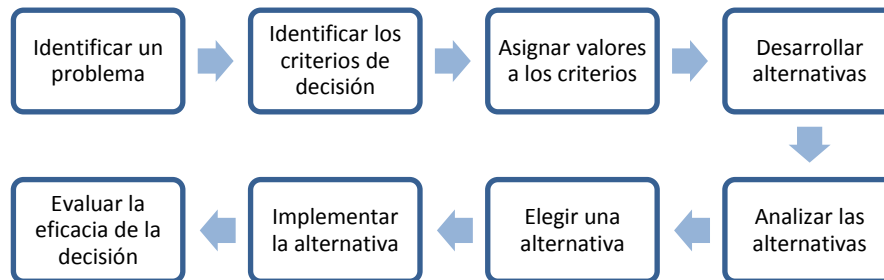 Identificar un
problema
Identificar los
criterios de
decisión
Asignar valores
a los criterios
Desarrollar
alternativas
Analizar las
alternativas
Elegir una
alternativa
Implementar
la alternativa
Evaluar la
eficacia de la
decisión